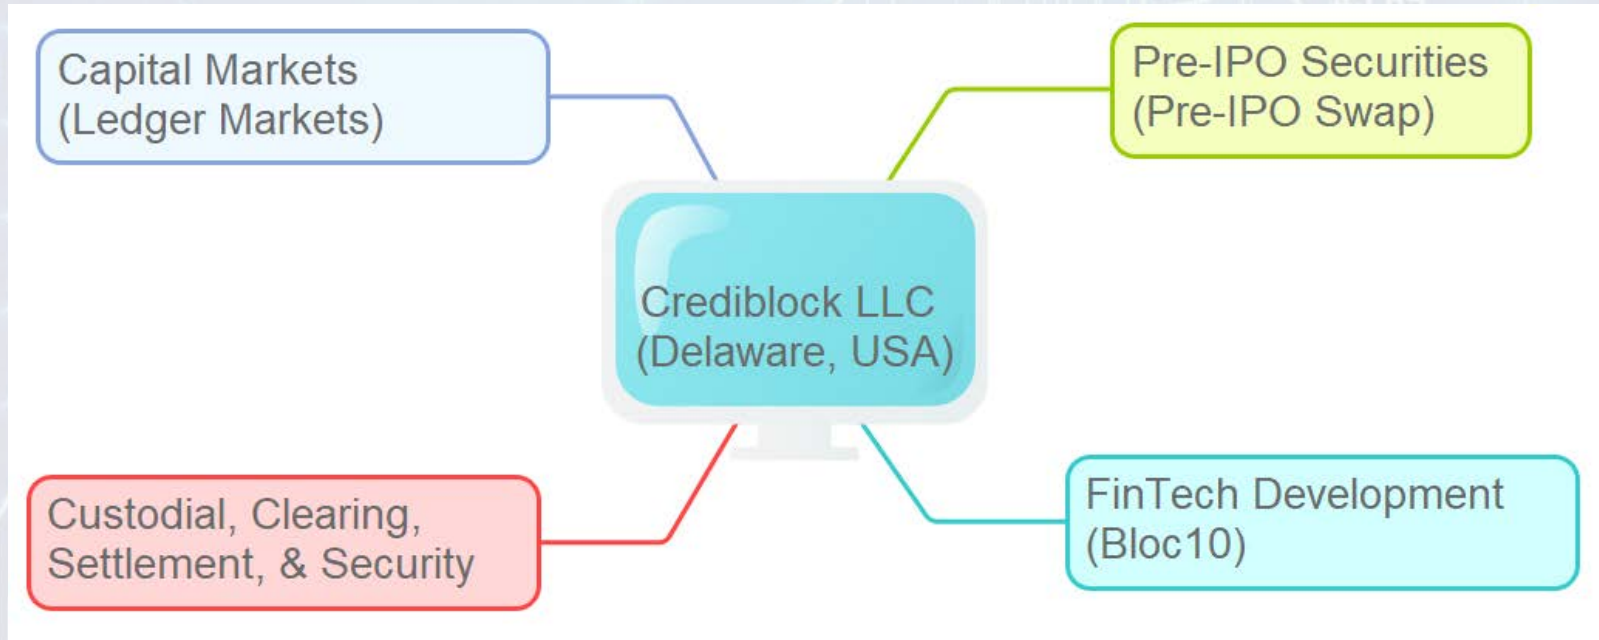 Capital Markets
(Ledger Markets)
Pre-IPO Securities
(Pre-IPO Swap)
Crediblock LLC
(Delaware, USA)
Custodial, Clearing,
Settlement, & Security
FinTech Development
(Bloc10)